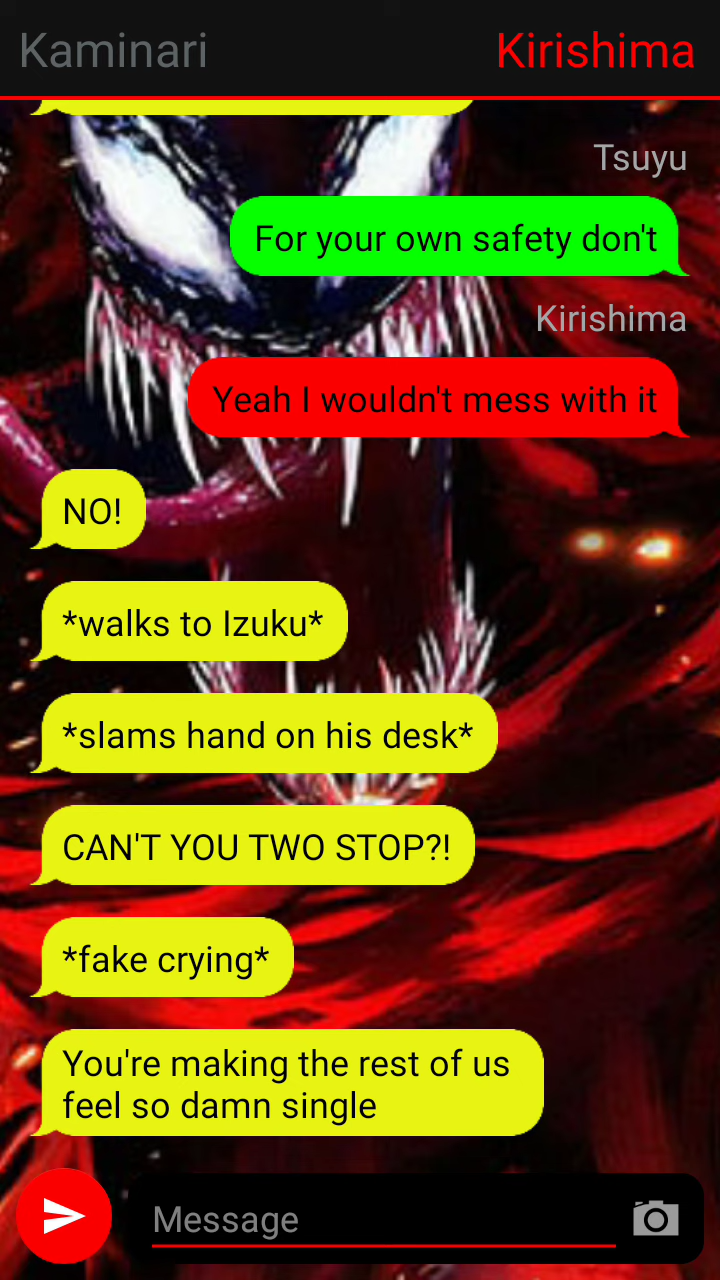 Kaminari
Kirishima
Tsuyu
For your own safety don't
Kirishima
Yeah I wouldn't mess with it
NO!
*walks to Izuku*
*slams hand on his desk*
CAN'T YOU TWO STOP?!
*fake crying*
You're making the rest of us
feel so damn single
Message